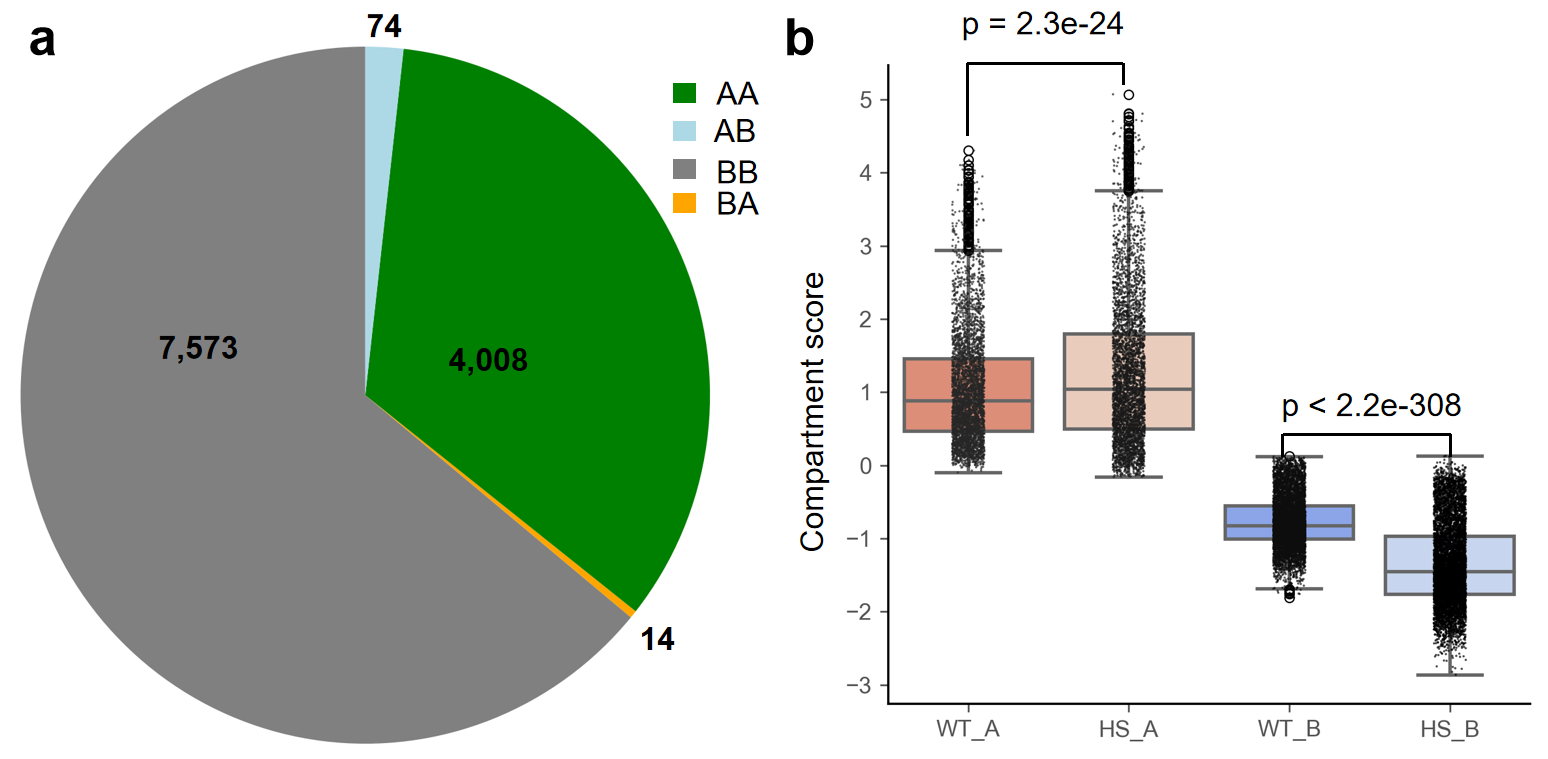 a
74
AA
AB
BB
BA
7,573
4,008
14
b
p = 2.3e-24
p < 2.2e-308
Compartment score
5
4
3
2
1
0
−1
−2
−3
WT_A
HS_A
WT_B
HS_B